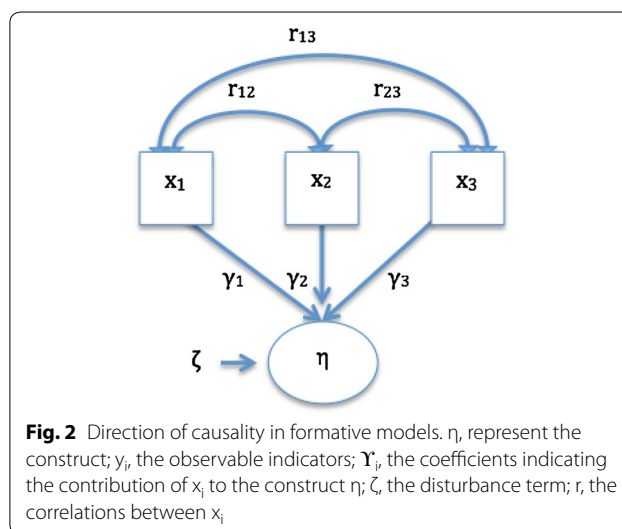 r₁₃
r₁₂ r₂₃
x₁ x₂ x₃
γ₁ γ₂ γ₃
ζ η
Fig. 2 Direction of causality in formative models. η, represent the
construct; yᵢ, the observable indicators; ϒᵢ, the coefficients indicating
the contribution of xᵢ to the construct η; ζ, the disturbance term; r, the
correlations between xᵢ